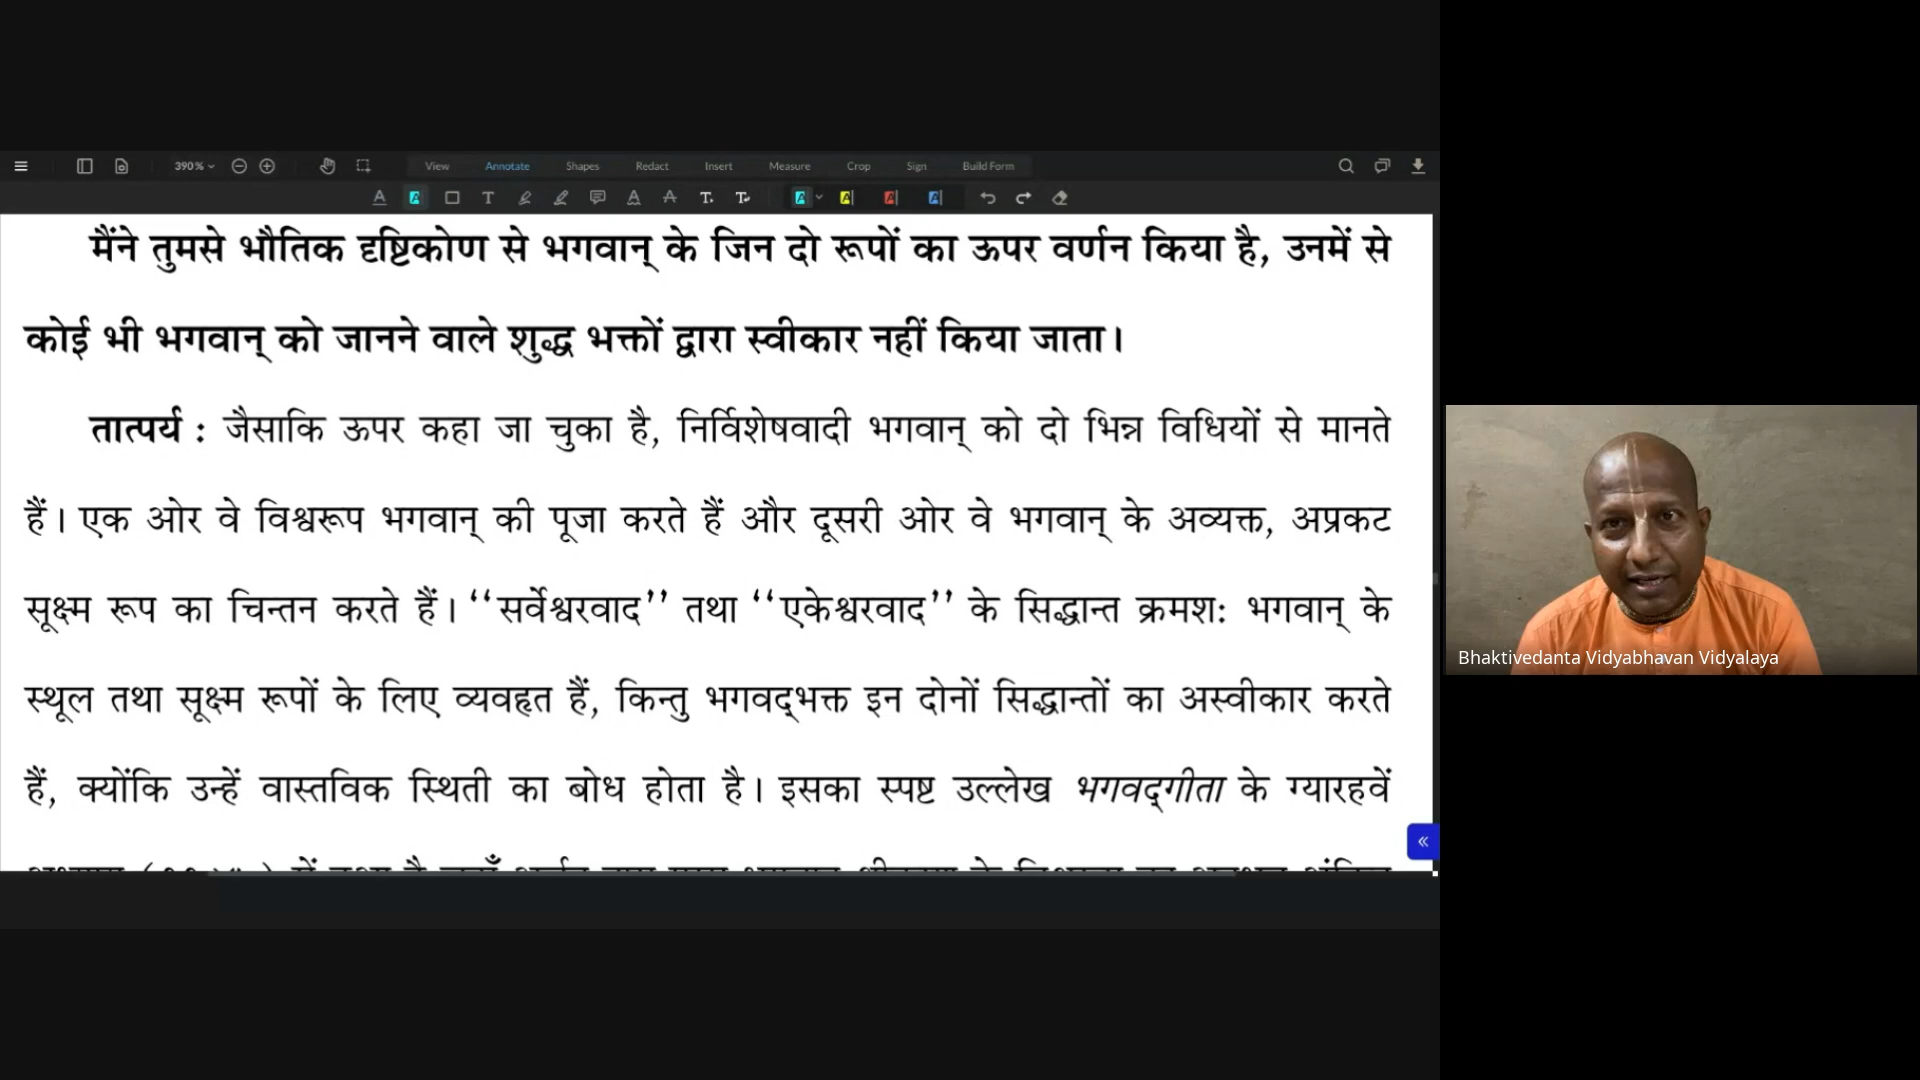 390%
View Annotate Shapes Redact Insert Measure Crop Sign Build Form
मैंने तुमसे भौतिक दृष्टिकोण से भगवान् के जिन दो रूपों का ऊपर वर्णन किया है, उनमें से
कोई भी भगवान् को जानने वाले शुद्ध भक्तों द्वारा स्वीकार नहीं किया जाता।
तात्पर्य : जैसाकि ऊपर कहा जा चुका है, निर्विशेषवादी भगवान् को दो भिन्न विधियों से मानते
हैं। एक ओर वे विश्वरूप भगवान् की पूजा करते हैं और दूसरी ओर वे भगवान् के अव्यक्त, अप्रकट
सूक्ष्म रूप का चिन्तन करते हैं। ‘‘सर्वेश्वरवाद’’ तथा ‘‘एकेश्वरवाद’’ के सिद्धान्त क्रमश: भगवान् के
स्थूल तथा सूक्ष्म रूपों के लिए व्यवहृत हैं, किन्तु भगवद्भक्त इन दोनों सिद्धान्तों का अस्वीकार करते
हैं, क्योंकि उन्हें वास्तविक स्थिती का बोध होता है। इसका स्पष्ट उल्लेख भगवद्गीता के ग्यारहवें
Bhaktivedanta Vidyabhavan Vidyalaya